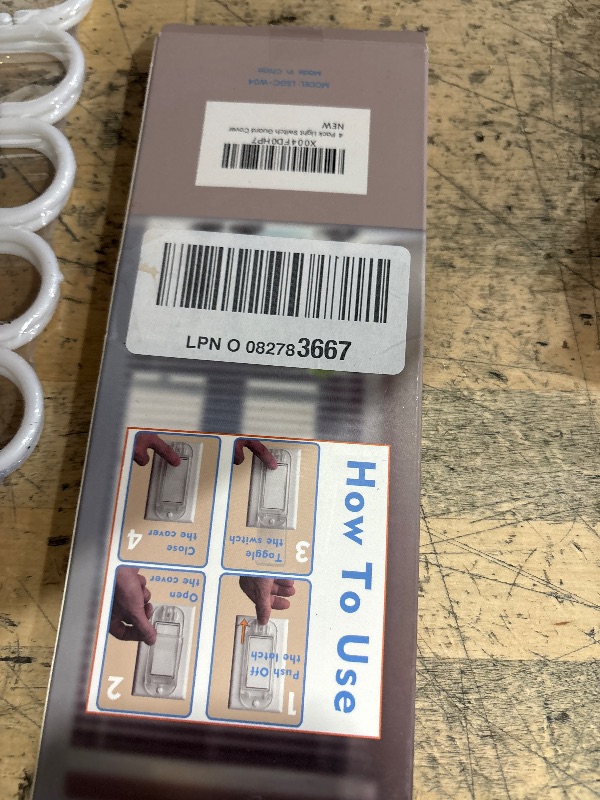 MODEL: LSGC-W04
Made in China
X004FD0HP7
4 Pack Light Switch Guard Cover
NEW
LPN O 082783667
How To Use
1
Push Off
the latch
2
Open
the cover
3
Toggle
the switch
4
Close
the cover